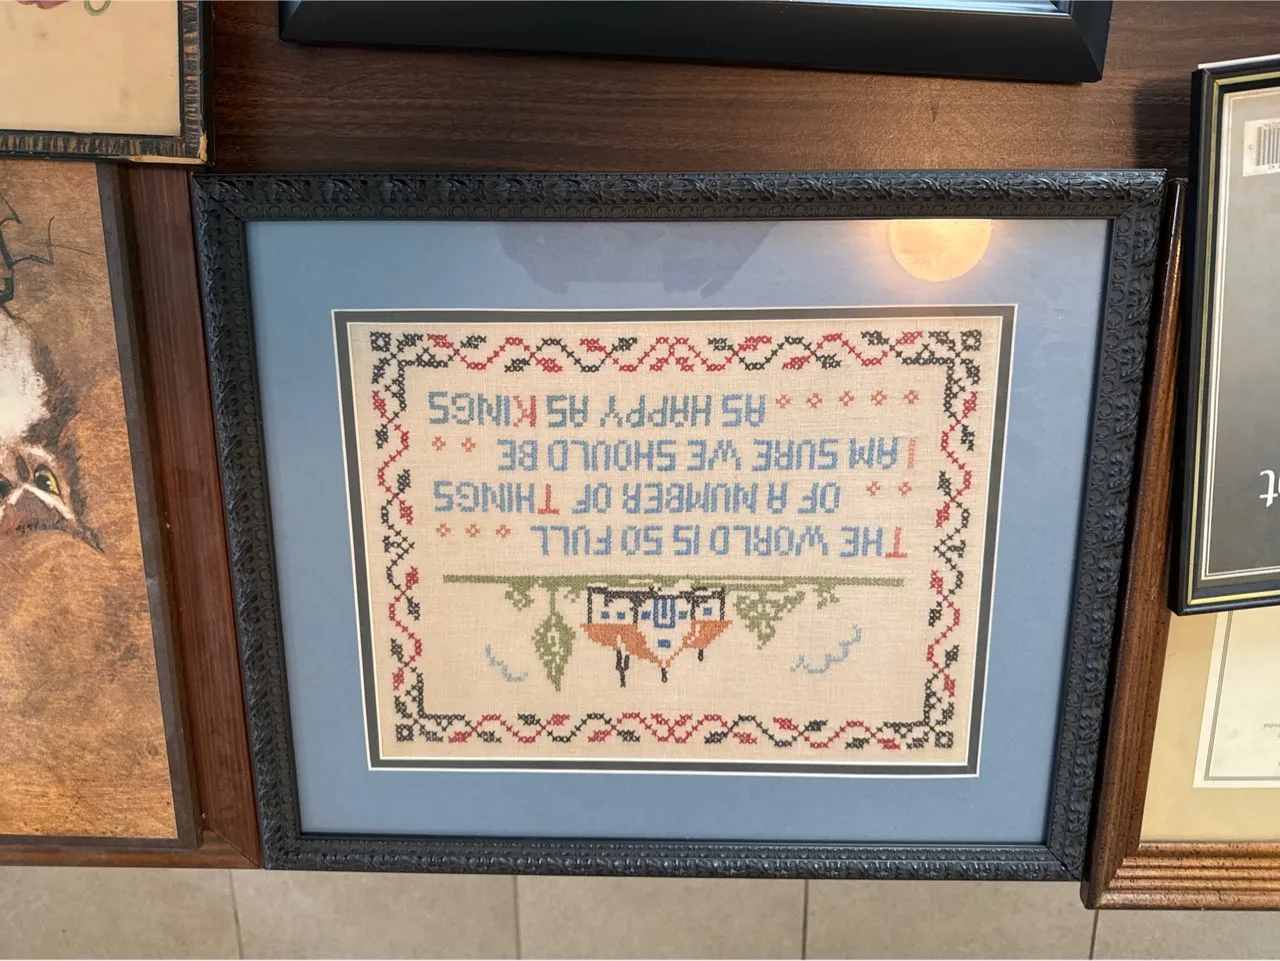 THE WORLD IS SO FULL
OF A NUMBER OF THINGS
I AM SURE WE SHOULD BE
AS HAPPY AS KINGS